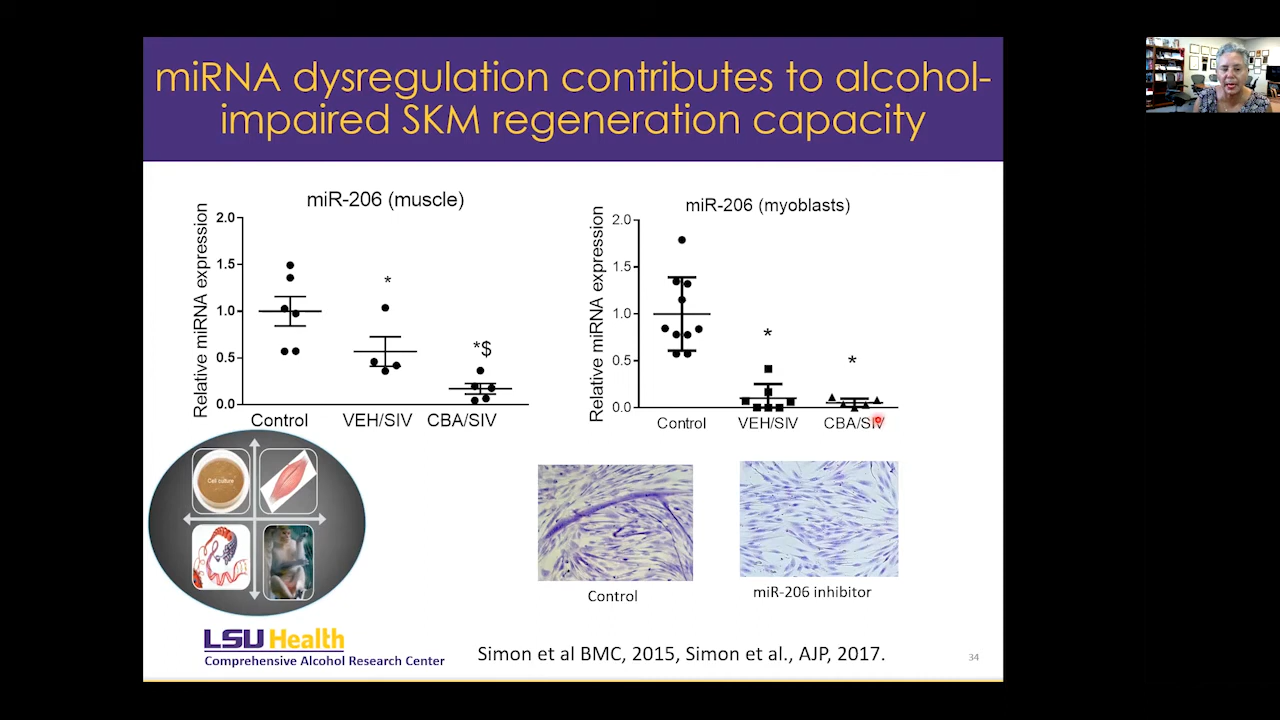 miRNA dysregulation contributes to alcohol-
impaired SKM regeneration capacity
miR-206 (muscle)
Relative miRNA expression
2.0
1.5
1.0
0.5
0.0
*
*$
Control VEH/SIV CBA/SIV
miR-206 (myoblasts)
Relative miRNA expression
2.0
1.5
1.0
0.5
0.0
*
*
Control VEH/SIV CBA/SIV
Cell culture
Control
miR-206 inhibitor
LSU Health
Comprehensive Alcohol Research Center
Simon et al BMC, 2015, Simon et al., AJP, 2017.
34